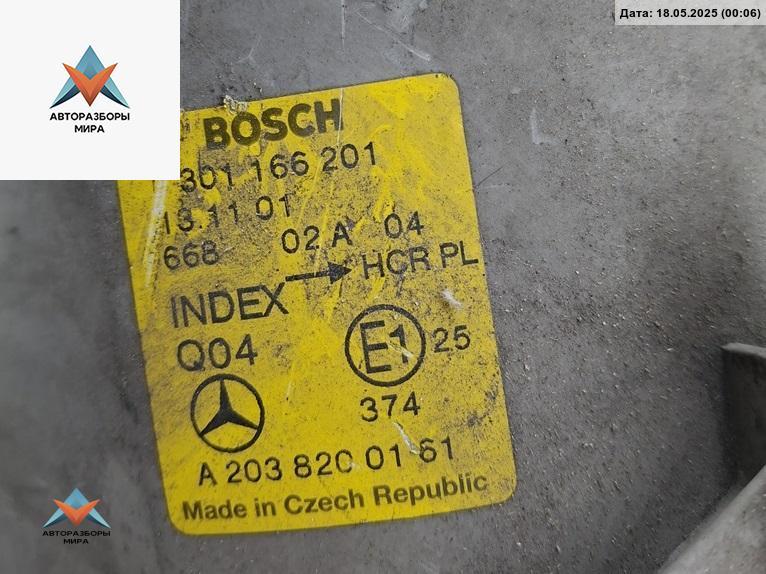 Дата: 18.05.2025 (00:06)
АВТОРАЗБОРЫ
МИРА
BOSCH
301 166 201
13.11 01
668 02 A 04
HCR PL
INDEX
Q04
E1 25
374
A 203 820 01 61
Made in Czech Republic
АВТОРАЗБОРЫ
МИРА